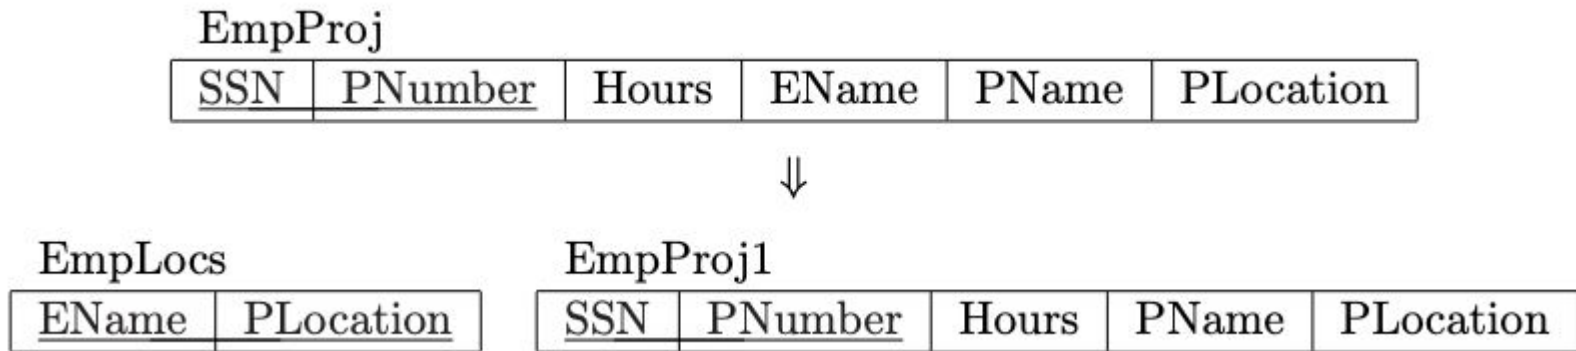 EmpProj
SSN PNumber Hours EName PName PLocation
⇓
EmpLocs EmpProj1
EName PLocation SSN PNumber Hours PName PLocation